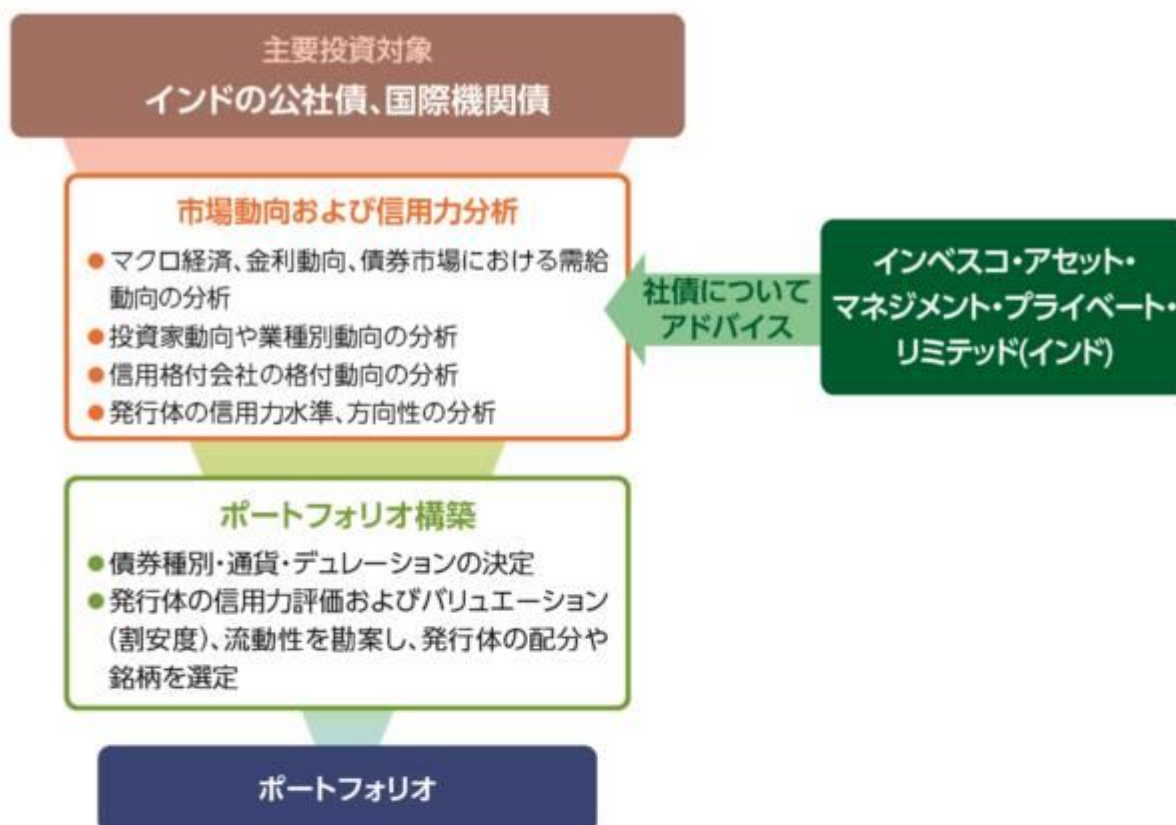 主要投資対象
インドの公社債、国際機関債
市場動向および信用力分析
●マクロ経済、金利動向、債券市場における需給
動向の分析
●投資家動向や業種別動向の分析
●信用格付会社の格付動向の分析
●発行体の信用力水準、方向性の分析
社債について
アドバイス
インベスコ・アセット・
マネジメント・プライベート・
リミテッド(インド)
ポートフォリオ構築
●債券種別・通貨・デュレーションの決定
●発行体の信用力評価およびバリュエーション
(割安度)、流動性を勘案し、発行体の配分や
銘柄を選定
ポートフォリオ